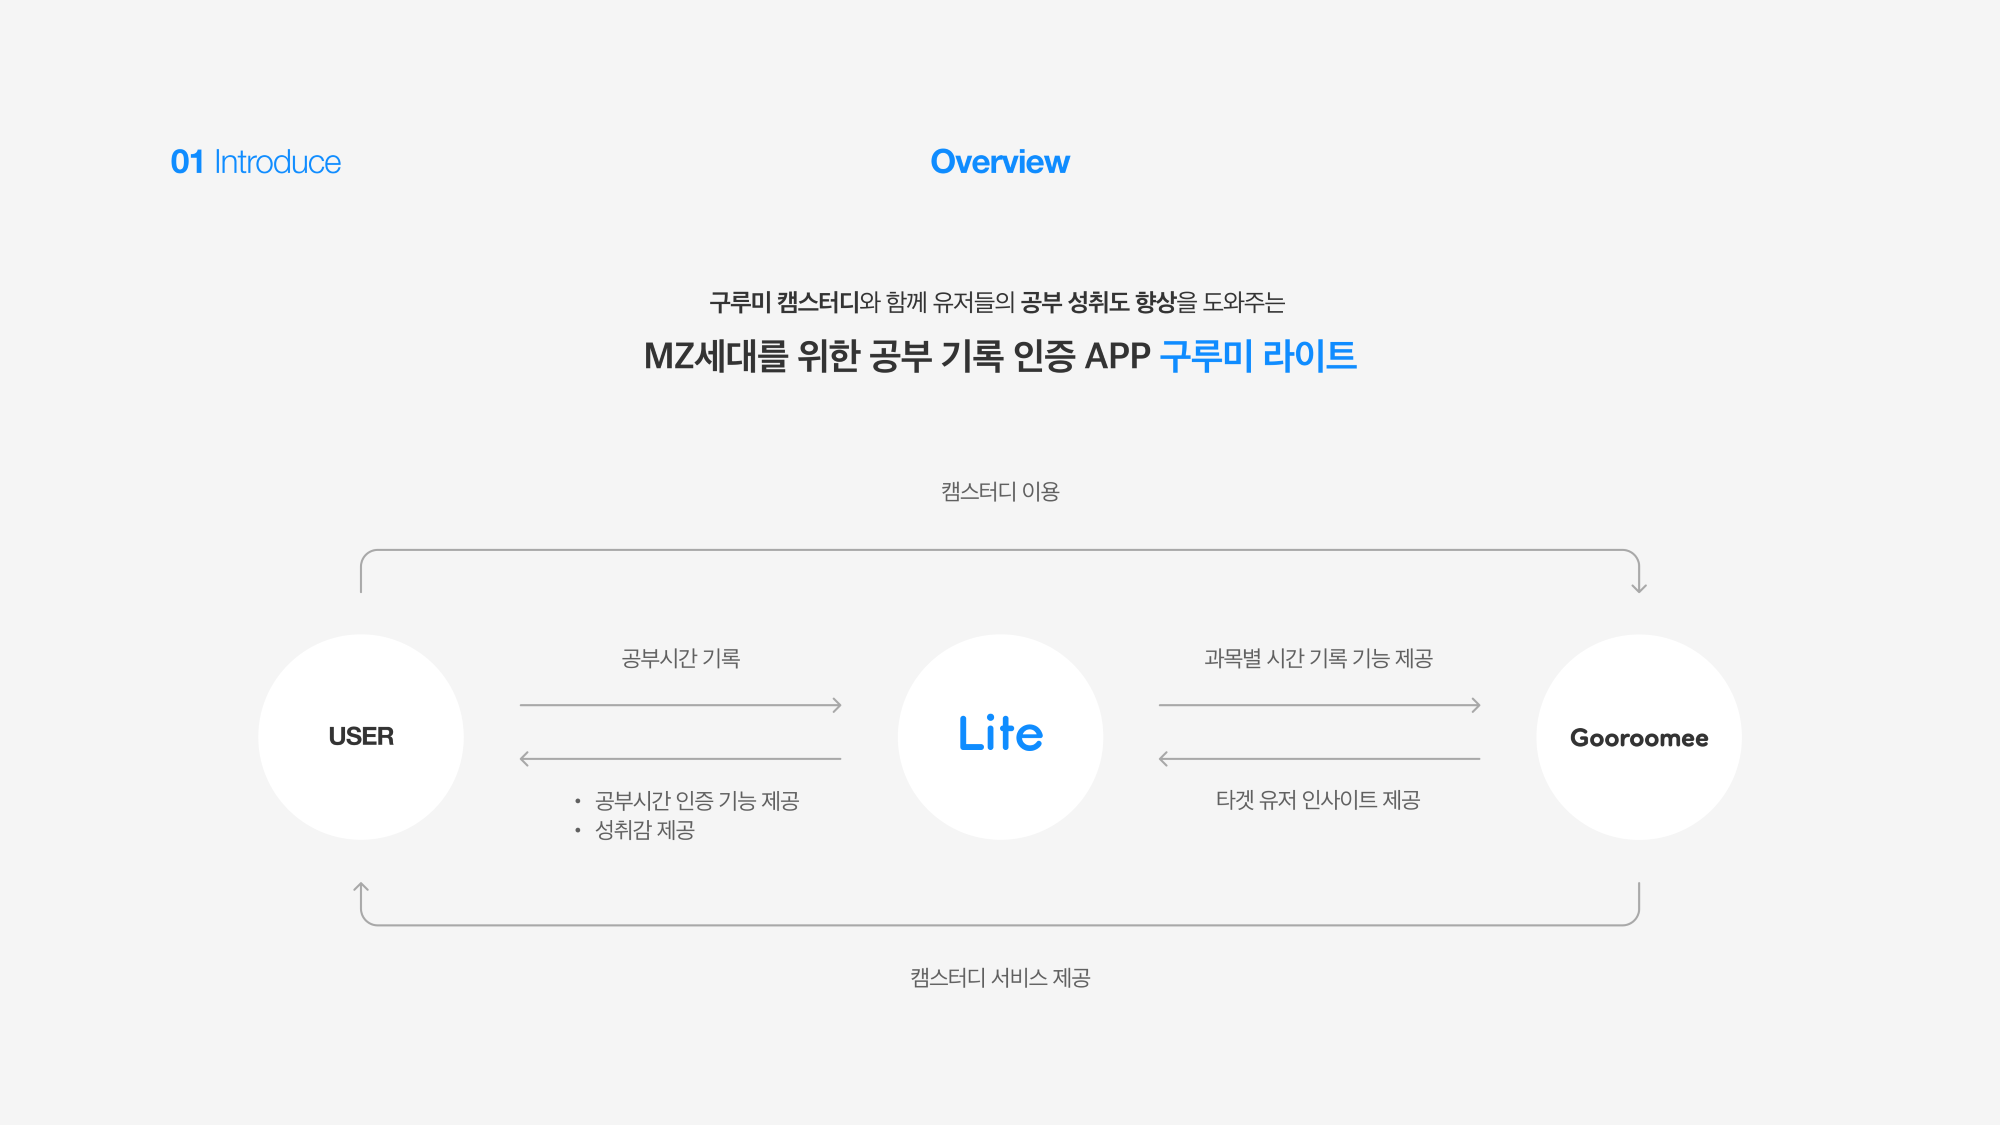 01 Introduce
Overview
구루미 캠스터디와 함께 유저들의 공부 성취도 향상을 도와주는
MZ세대를 위한 공부 기록 인증 APP 구루미 라이트
캠스터디 이용
공부시간 기록
과목별 시간 기록 기능 제공
USER
Lite
Gooroomee
• 공부시간 인증 기능 제공
• 성취감 제공
타겟 유저 인사이트 제공
캠스터디 서비스 제공